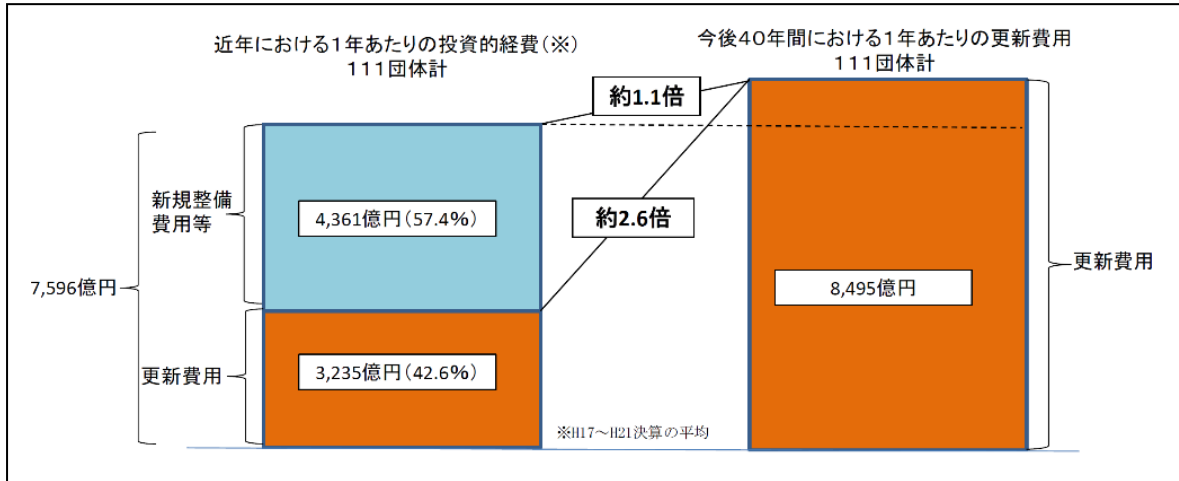 近年における1年あたりの投資的経費(※)
111団体計
今後40年間における1年あたりの更新費用
111団体計
約1.1倍
新規整備
費用等
4,361億円(57.4%)
約2.6倍
7,596億円
8,495億円
更新費用
更新費用
3,235億円(42.6%)
※H17～H21決算の平均